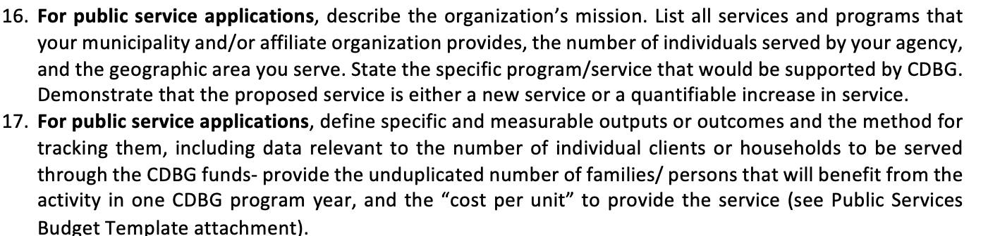 16. For public service applications, describe the organization’s mission. List all services and programs that
your municipality and/or affiliate organization provides, the number of individuals served by your agency,
and the geographic area you serve. State the specific program/service that would be supported by CDBG.
Demonstrate that the proposed service is either a new service or a quantifiable increase in service.
17. For public service applications, define specific and measurable outputs or outcomes and the method for
tracking them, including data relevant to the number of individual clients or households to be served
through the CDBG funds- provide the unduplicated number of families/ persons that will benefit from the
activity in one CDBG program year, and the “cost per unit” to provide the service (see Public Services
Budget Template attachment).